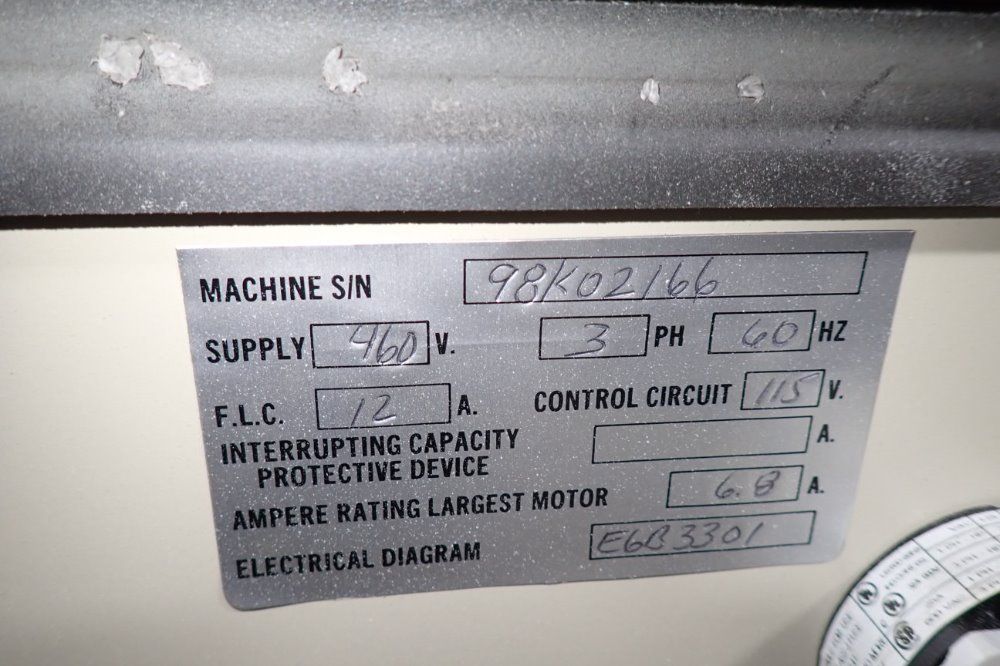 MACHINE S/N 98K02166
SUPPLY 460 V. 3 PH 60 HZ
F.L.C. 12 A. CONTROL CIRCUIT 115 V.
INTERRUPTING CAPACITY
PROTECTIVE DEVICE A.
AMPERE RATING LARGEST MOTOR 6.8 A.
ELECTRICAL DIAGRAM E6B3301